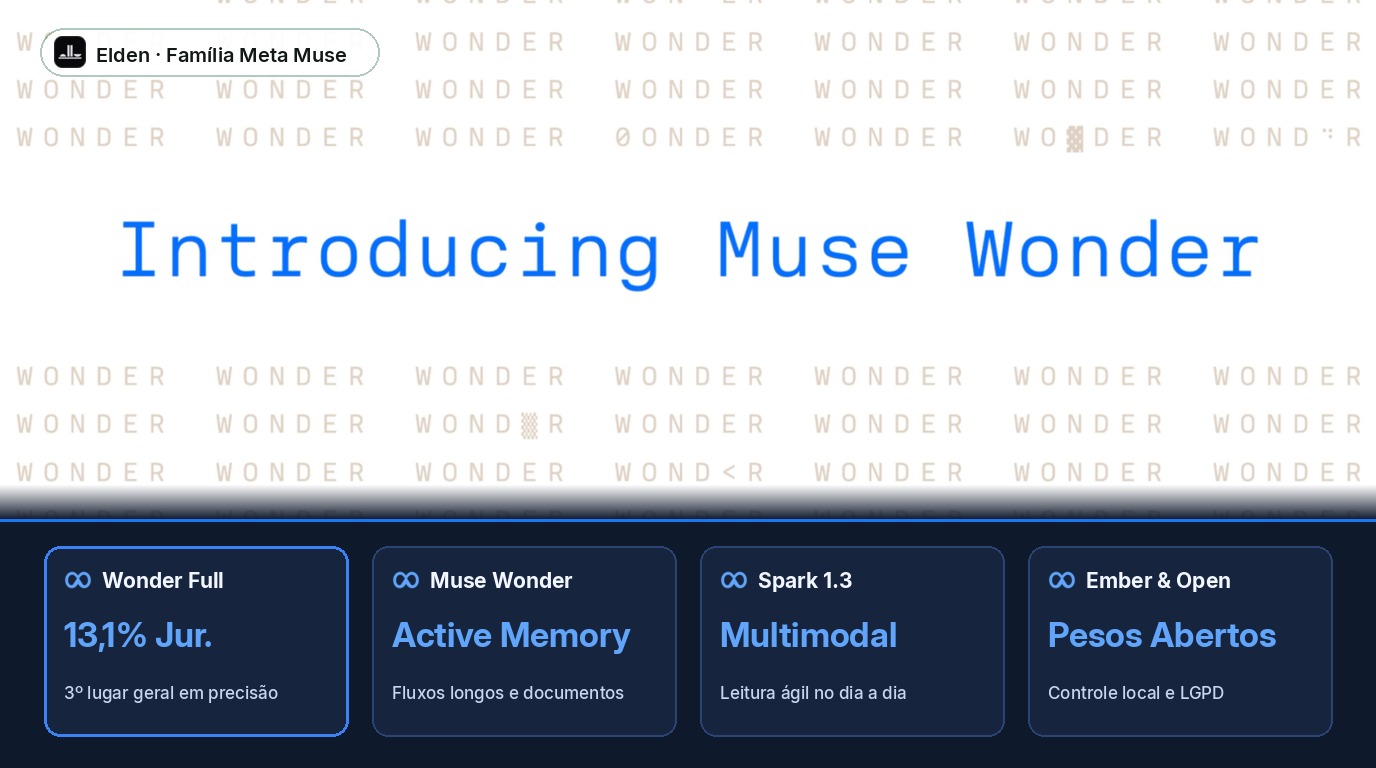 WONDER WONDER WONDER WONDER WONDER
Elden · Família Meta Muse
WONDER WONDER WONDER WONDER WONDER WONDER WONDER
WONDER WONDER WONDER 0ONDER WONDER WO▓DER WOND⠙R
Introducing Muse Wonder
WONDER WONDER WONDER WONDER WONDER WONDER WONDER
WONDER WONDER WOND▒R WONDER WONDER WONDER WONDER
WONDER WONDER WONDER WOND<R WONDER WONDER WONDER
Wonder Full
13,1% Jur.
3º lugar geral em precisão
Muse Wonder
Active Memory
Fluxos longos e documentos
Spark 1.3
Multimodal
Leitura ágil no dia a dia
Ember & Open
Pesos Abertos
Controle local e LGPD